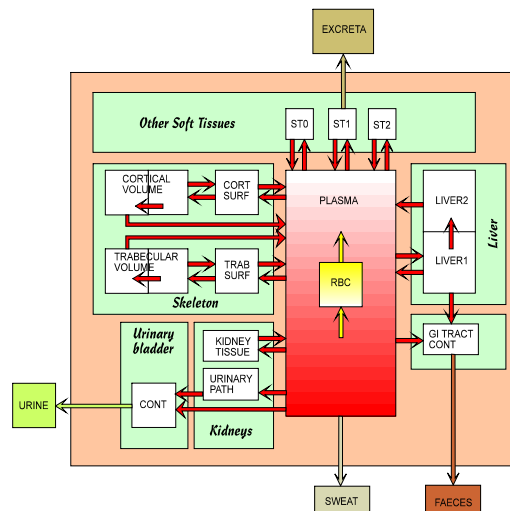 EXCRETA
Other Soft Tissues
ST0
ST1
ST2
CORTICAL
VOLUME
CORT
SURF
PLASMA
LIVER2
LIVER1
Liver
TRABECULAR
VOLUME
TRAB
SURF
Skeleton
RBC
Urinary
bladder
KIDNEY
TISSUE
GI TRACT
CONT
URINARY
PATH
URINE
CONT
Kidneys
SWEAT
FAECES